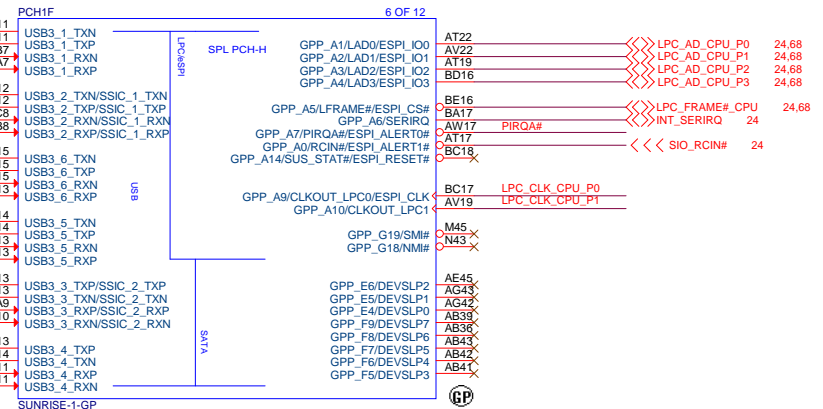 PCH1F 6 OF 12
LPC/eSPI
SPL PCH-H
USB
SATA
USB3_1_TXN
USB3_1_TXP
USB3_1_RXN
USB3_1_RXP
USB3_2_TXN/SSIC_1_TXN
USB3_2_TXP/SSIC_1_TXP
USB3_2_RXN/SSIC_1_RXN
USB3_2_RXP/SSIC_1_RXP
USB3_6_TXN
USB3_6_TXP
USB3_6_RXN
USB3_6_RXP
USB3_5_TXN
USB3_5_TXP
USB3_5_RXN
USB3_5_RXP
USB3_3_TXP/SSIC_2_TXP
USB3_3_TXN/SSIC_2_TXN
USB3_3_RXP/SSIC_2_RXP
USB3_3_RXN/SSIC_2_RXN
USB3_4_TXP
USB3_4_TXN
USB3_4_RXP
USB3_4_RXN
GPP_A1/LAD0/ESPI_IO0 AT22 LPC_AD_CPU_P0 24,68
GPP_A2/LAD1/ESPI_IO1 AV22 LPC_AD_CPU_P1 24,68
GPP_A3/LAD2/ESPI_IO2 AT19 LPC_AD_CPU_P2 24,68
GPP_A4/LAD3/ESPI_IO3 BD16 LPC_AD_CPU_P3 24,68
GPP_A5/LFRAME#/ESPI_CS# BE16 LPC_FRAME#_CPU 24,68
GPP_A6/SERIRQ BA17 INT_SERIRQ 24
GPP_A7/PIRQA#/ESPI_ALERT0# AW17 PIRQA#
GPP_A0/RCIN#/ESPI_ALERT1# AT17 SIO_RCIN# 24
GPP_A14/SUS_STAT#/ESPI_RESET# BC18
GPP_A9/CLKOUT_LPC0/ESPI_CLK BC17 LPC_CLK_CPU_P0
GPP_A10/CLKOUT_LPC1 AV19 LPC_CLK_CPU_P1
GPP_G19/SMI# M45
GPP_G18/NMI# N43
GPP_E6/DEVSLP2 AE45
GPP_E5/DEVSLP1 AG43
GPP_E4/DEVSLP0 AG42
GPP_F9/DEVSLP7 AB39
GPP_F8/DEVSLP6 AB36
GPP_F7/DEVSLP5 AB43
GPP_F6/DEVSLP4 AB42
GPP_F5/DEVSLP3 AB41
GP
SUNRISE-1-GP